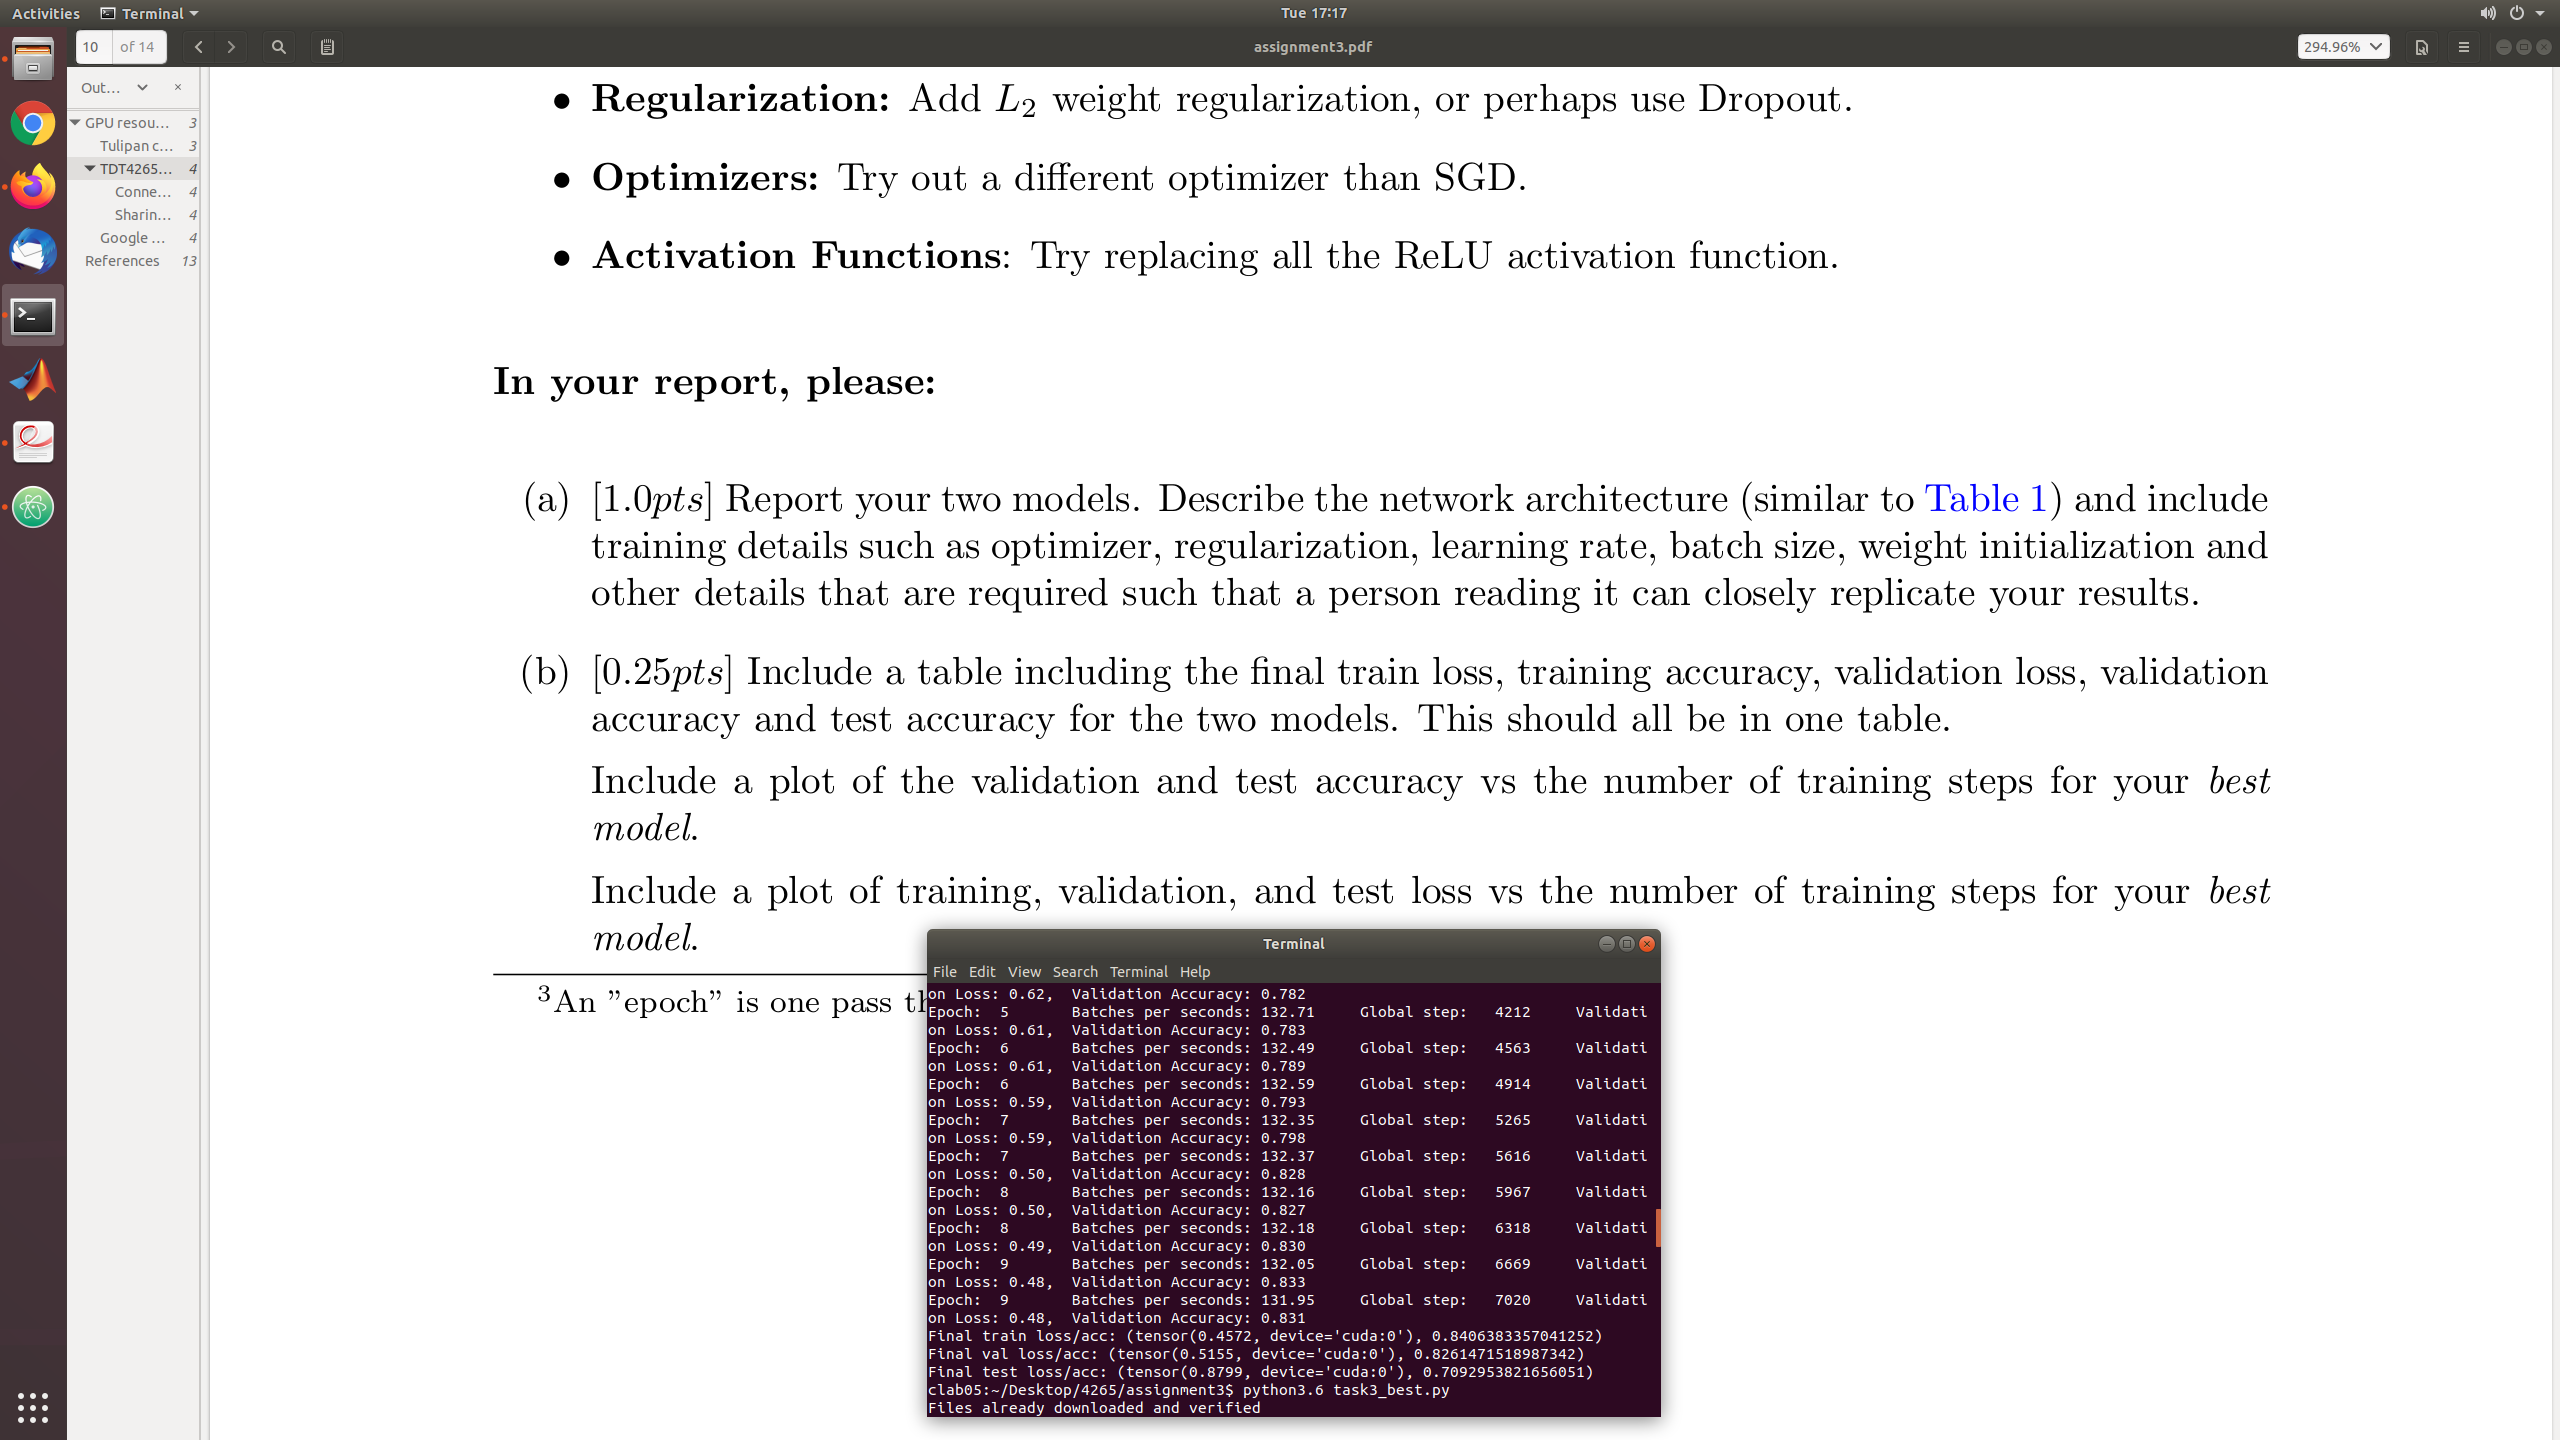 Activities Terminal Tue 17:17
10 of 14 assignment3.pdf 294.96%
Out...
GPU resou... 3
Tulipan c... 3
TDT4265... 4
Conne... 4
Sharin... 4
Google ... 4
References 13
• Regularization: Add L2 weight regularization, or perhaps use Dropout.
• Optimizers: Try out a different optimizer than SGD.
• Activation Functions: Try replacing all the ReLU activation function.
In your report, please:
(a) [1.0pts] Report your two models. Describe the network architecture (similar to Table 1) and include
training details such as optimizer, regularization, learning rate, batch size, weight initialization and
other details that are required such that a person reading it can closely replicate your results.
(b) [0.25pts] Include a table including the final train loss, training accuracy, validation loss, validation
accuracy and test accuracy for the two models. This should all be in one table.
Include a plot of the validation and test accuracy vs the number of training steps for your best
model.
Include a plot of training, validation, and test loss vs the number of training steps for your best
model.
3An ”epoch” is one pass th
Terminal
File Edit View Search Terminal Help
on Loss: 0.62, Validation Accuracy: 0.782
Epoch: 5 Batches per seconds: 132.71 Global step: 4212 Validati
on Loss: 0.61, Validation Accuracy: 0.783
Epoch: 6 Batches per seconds: 132.49 Global step: 4563 Validati
on Loss: 0.61, Validation Accuracy: 0.789
Epoch: 6 Batches per seconds: 132.59 Global step: 4914 Validati
on Loss: 0.59, Validation Accuracy: 0.793
Epoch: 7 Batches per seconds: 132.35 Global step: 5265 Validati
on Loss: 0.59, Validation Accuracy: 0.798
Epoch: 7 Batches per seconds: 132.37 Global step: 5616 Validati
on Loss: 0.50, Validation Accuracy: 0.828
Epoch: 8 Batches per seconds: 132.16 Global step: 5967 Validati
on Loss: 0.50, Validation Accuracy: 0.827
Epoch: 8 Batches per seconds: 132.18 Global step: 6318 Validati
on Loss: 0.49, Validation Accuracy: 0.830
Epoch: 9 Batches per seconds: 132.05 Global step: 6669 Validati
on Loss: 0.48, Validation Accuracy: 0.833
Epoch: 9 Batches per seconds: 131.95 Global step: 7020 Validati
on Loss: 0.48, Validation Accuracy: 0.831
Final train loss/acc: (tensor(0.4572, device='cuda:0'), 0.8406383357041252)
Final val loss/acc: (tensor(0.5155, device='cuda:0'), 0.8261471518987342)
Final test loss/acc: (tensor(0.8799, device='cuda:0'), 0.7092953821656051)
clab05:~/Desktop/4265/assignment3$ python3.6 task3_best.py
Files already downloaded and verified